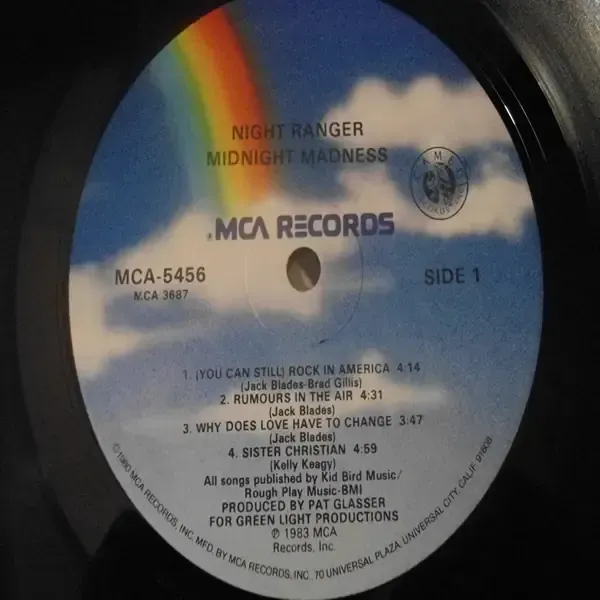 NIGHT RANGER
MIDNIGHT MADNESS
CAMEL
RECORDS
MCA RECORDS
MCA-5456
MCA 3687
SIDE 1
1. (YOU CAN STILL) ROCK IN AMERICA 4:14
(Jack Blades-Brad Gillis)
2. RUMOURS IN THE AIR 4:31
(Jack Blades)
3. WHY DOES LOVE HAVE TO CHANGE 3:47
(Jack Blades)
4. SISTER CHRISTIAN 4:59
(Kelly Keagy)
All songs published by Kid Bird Music/
Rough Play Music-BMI
PRODUCED BY PAT GLASSER
FOR GREEN LIGHT PRODUCTIONS
℗ 1983 MCA
Records, Inc.
©1980 MCA RECORDS, INC. MFD. BY MCA RECORDS, INC., 70 UNIVERSAL PLAZA, UNIVERSAL CITY, CALIF. 91608